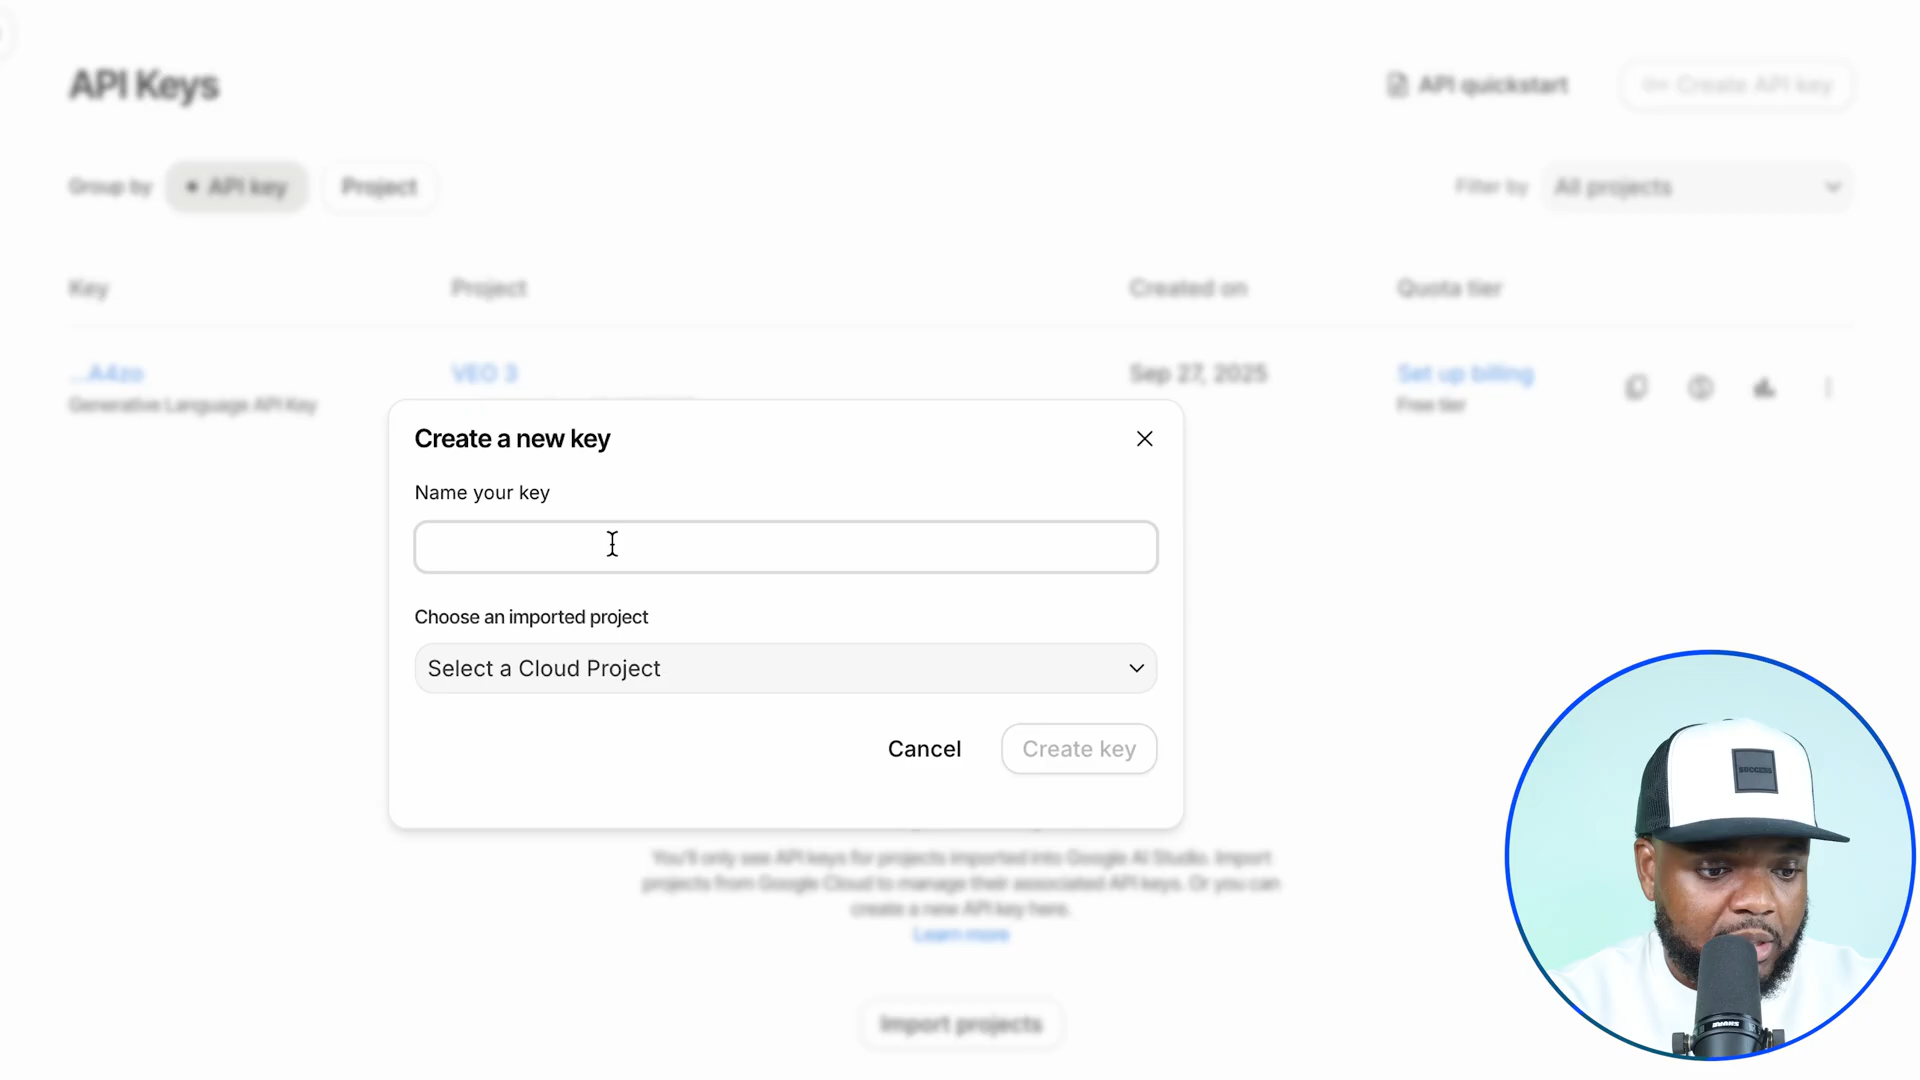 API Keys
API quickstart
Create API key
Group by
API key
Project
Filter by
All projects
Key
Project
Created on
Quota tier
...A4zo
VEO 3
Sep 27, 2025
Set up billing
Generative Language API Key
Free tier
Create a new key
Name your key
Choose an imported project
Select a Cloud Project
Cancel
Create key
You'll only see API keys for projects imported into Google AI Studio. Import
projects from Google Cloud to manage their associated API keys. Or you can
create a new API key here.
Learn more
Import projects
SUCCESS
SHURE